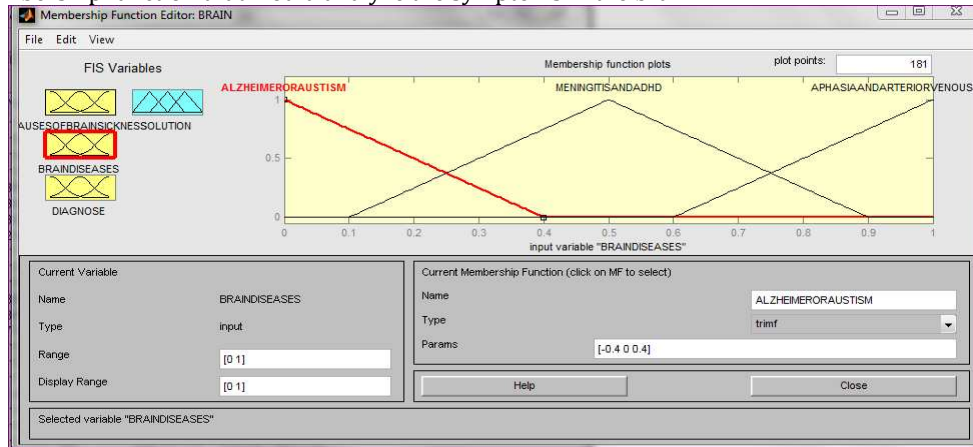 Membership Function Editor: BRAIN
File Edit View
FIS Variables
AUSESOFBRAINSICKNESSOLUTION
BRAINDISEASES
DIAGNOSE
Membership function plots
plot points: 181
ALZHEIMERORAUSTISM MENINGITISANDADHD APHASIAANDARTERIORVENOUS
1
0.5
0
0 0.1 0.2 0.3 0.4 0.5 0.6 0.7 0.8 0.9 1
input variable "BRAINDISEASES"
Current Variable
Name BRAINDISEASES
Type input
Range [0 1]
Display Range [0 1]
Current Membership Function (click on MF to select)
Name ALZHEIMERORAUSTISM
Type trimf
Params [-0.4 0 0.4]
Help Close
Selected variable "BRAINDISEASES"